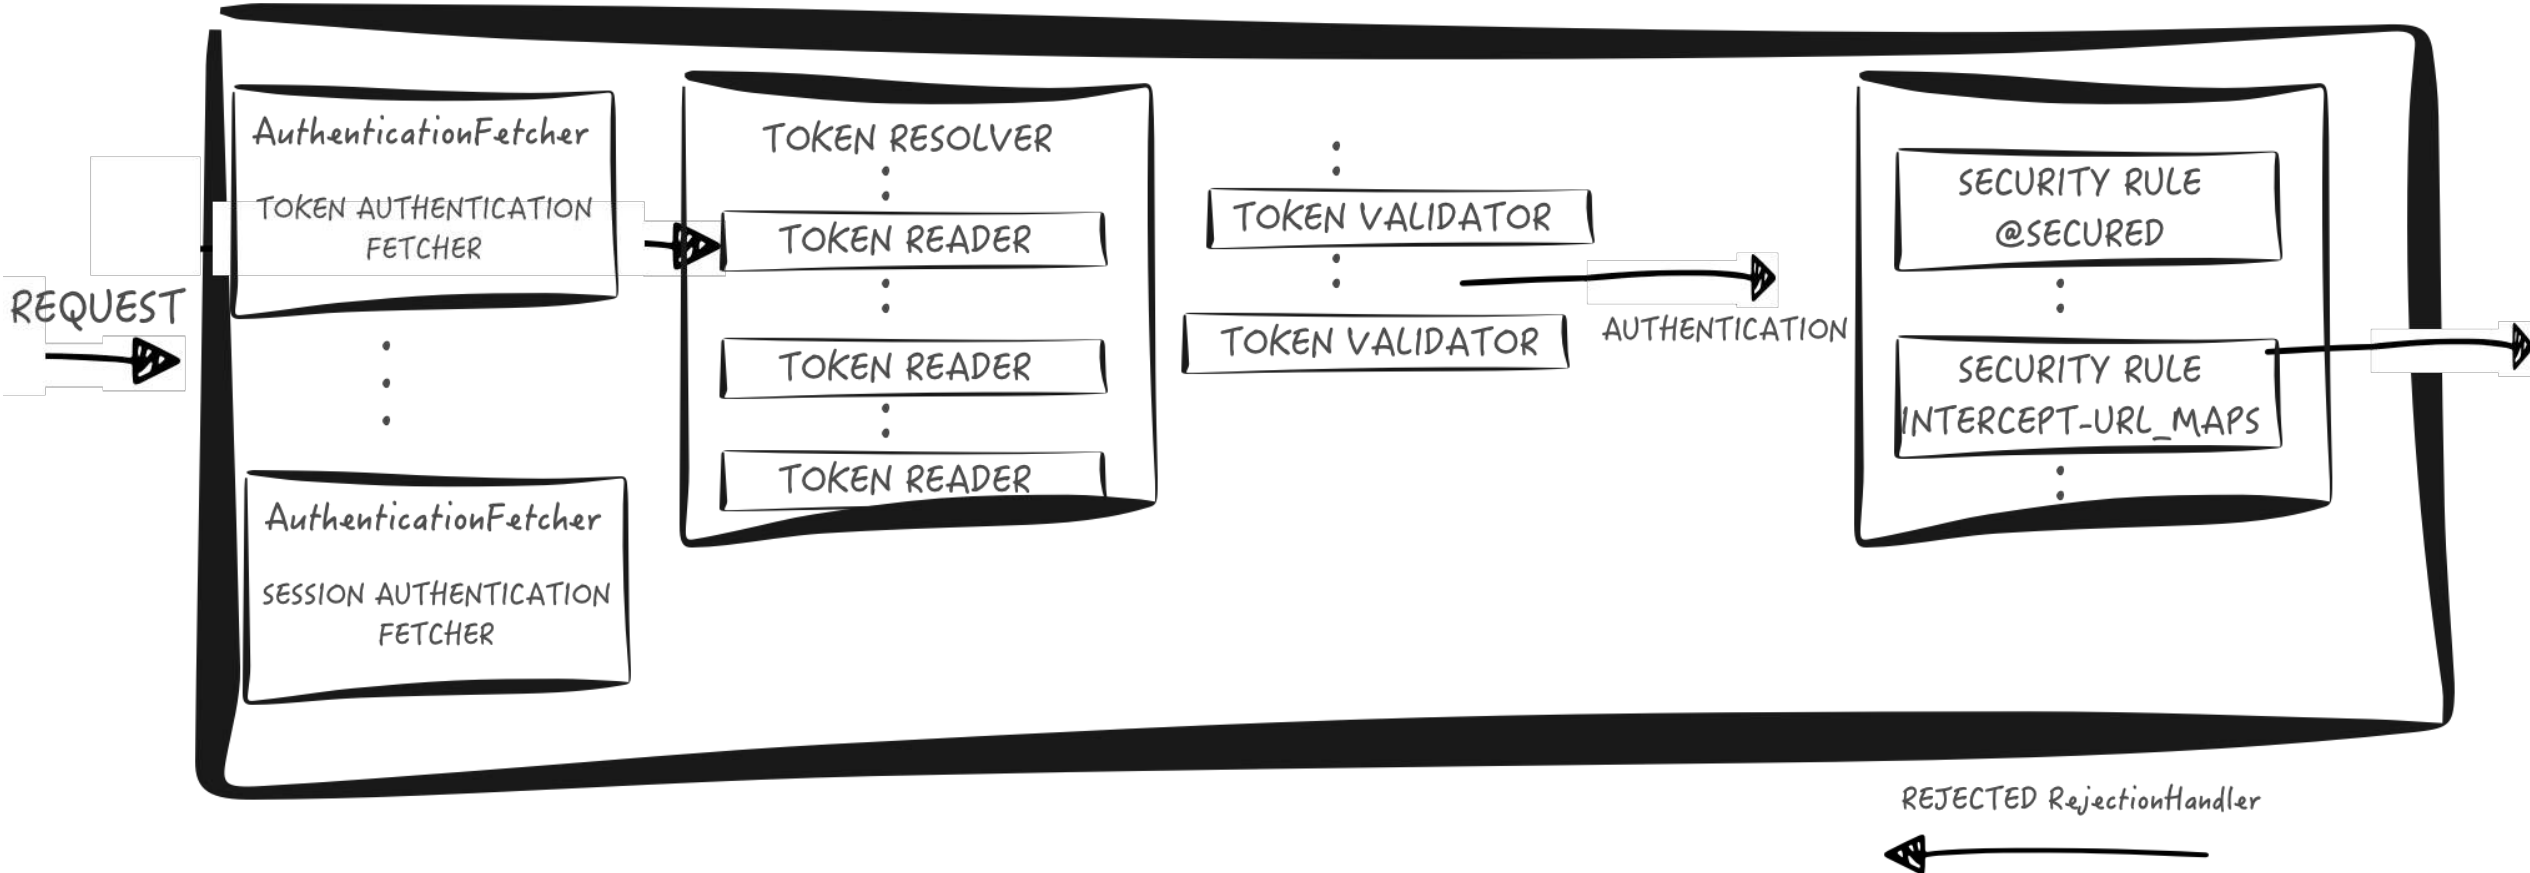 REQUEST
AuthenticationFetcher
TOKEN AUTHENTICATION
FETCHER
AuthenticationFetcher
SESSION AUTHENTICATION
FETCHER
TOKEN RESOLVER
TOKEN READER
TOKEN READER
TOKEN READER
TOKEN VALIDATOR
TOKEN VALIDATOR
AUTHENTICATION
SECURITY RULE
@SECURED
SECURITY RULE
INTERCEPT-URL_MAPS
REJECTED RejectionHandler